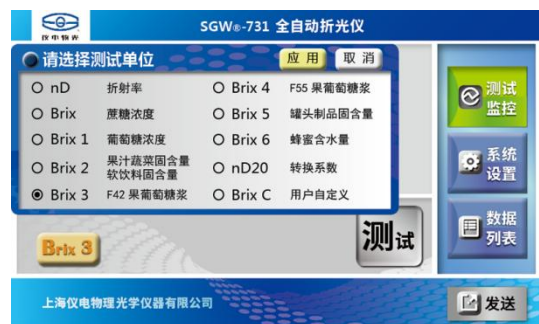 仪电物光
SGW®-731 全自动折光仪
请选择测试单位
应用
取消
nD 折射率
Brix 蔗糖浓度
Brix 1 葡萄糖浓度
Brix 2 果汁蔬菜固含量
软饮料固含量
Brix 3 F42 果葡萄糖浆
Brix 4 F55 果葡萄糖浆
Brix 5 罐头制品固含量
Brix 6 蜂蜜含水量
nD20 转换系数
Brix C 用户自定义
测试
监控
系统
设置
数据
列表
Brix 3
测试
上海仪电物理光学仪器有限公司
发送